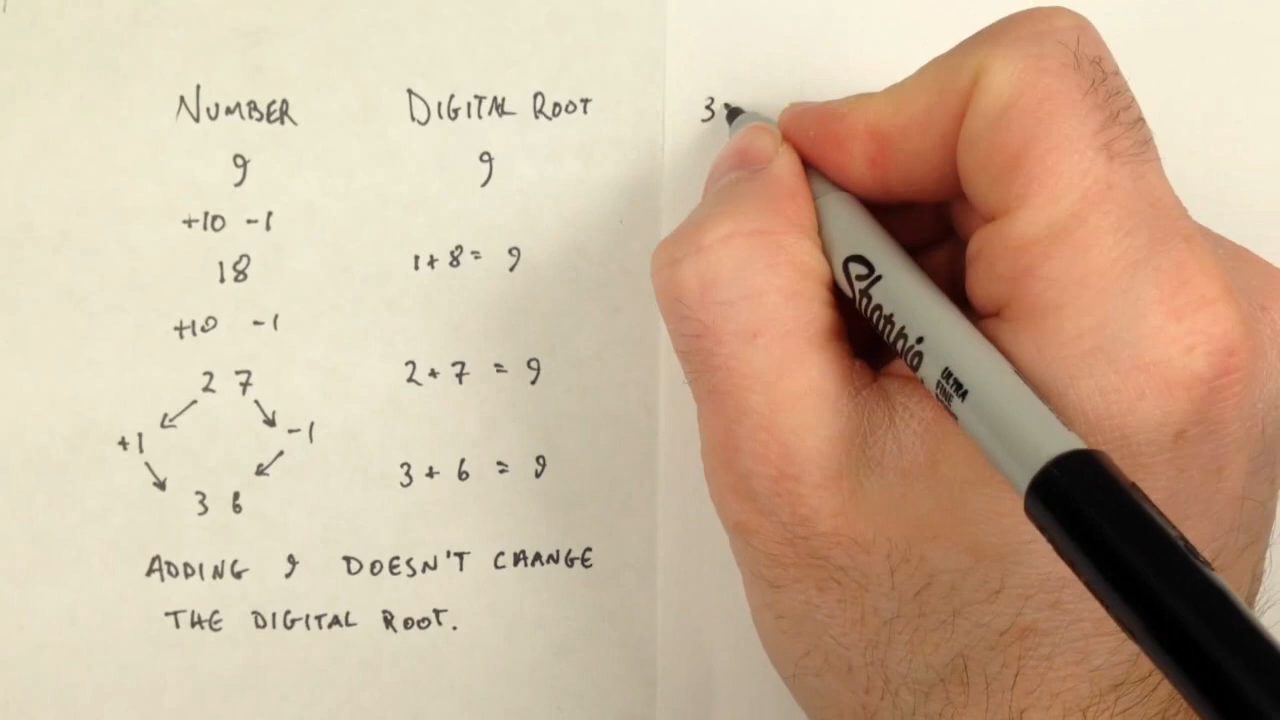 NUMBER DIGITAL ROOT
9 9
+10 -1
18 1+8= 9
+10 -1
2 7 2+7 = 9
+1 -1
3 6 3+6 = 9
ADDING 9 DOESN'T CHANGE
THE DIGITAL ROOT.
3
Sharpie
ULTRA
FINE